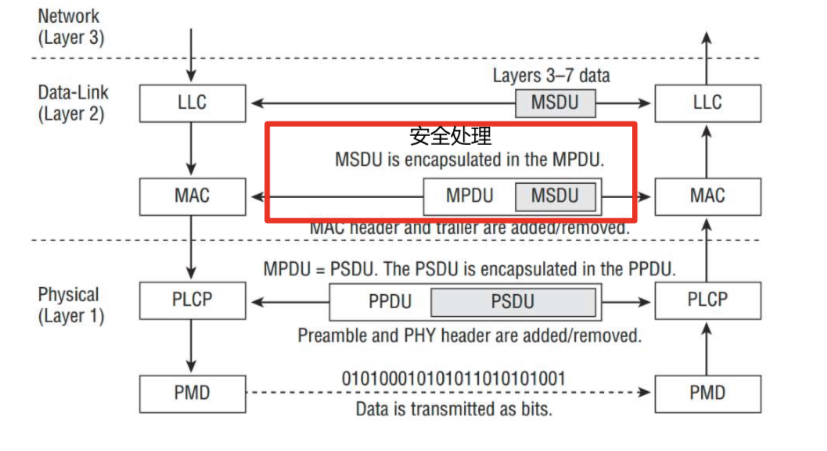 Network
(Layer 3)
Layers 3–7 data
Data-Link
(Layer 2)
LLC
MSDU
LLC
安全处理
MSDU is encapsulated in the MPDU.
MAC
MPDU
MSDU
MAC
MAC header and trailer are added/removed.
MPDU = PSDU. The PSDU is encapsulated in the PPDU.
Physical
(Layer 1)
PLCP
PPDU
PSDU
PLCP
Preamble and PHY header are added/removed.
PMD
010100010101011010101001
PMD
Data is transmitted as bits.